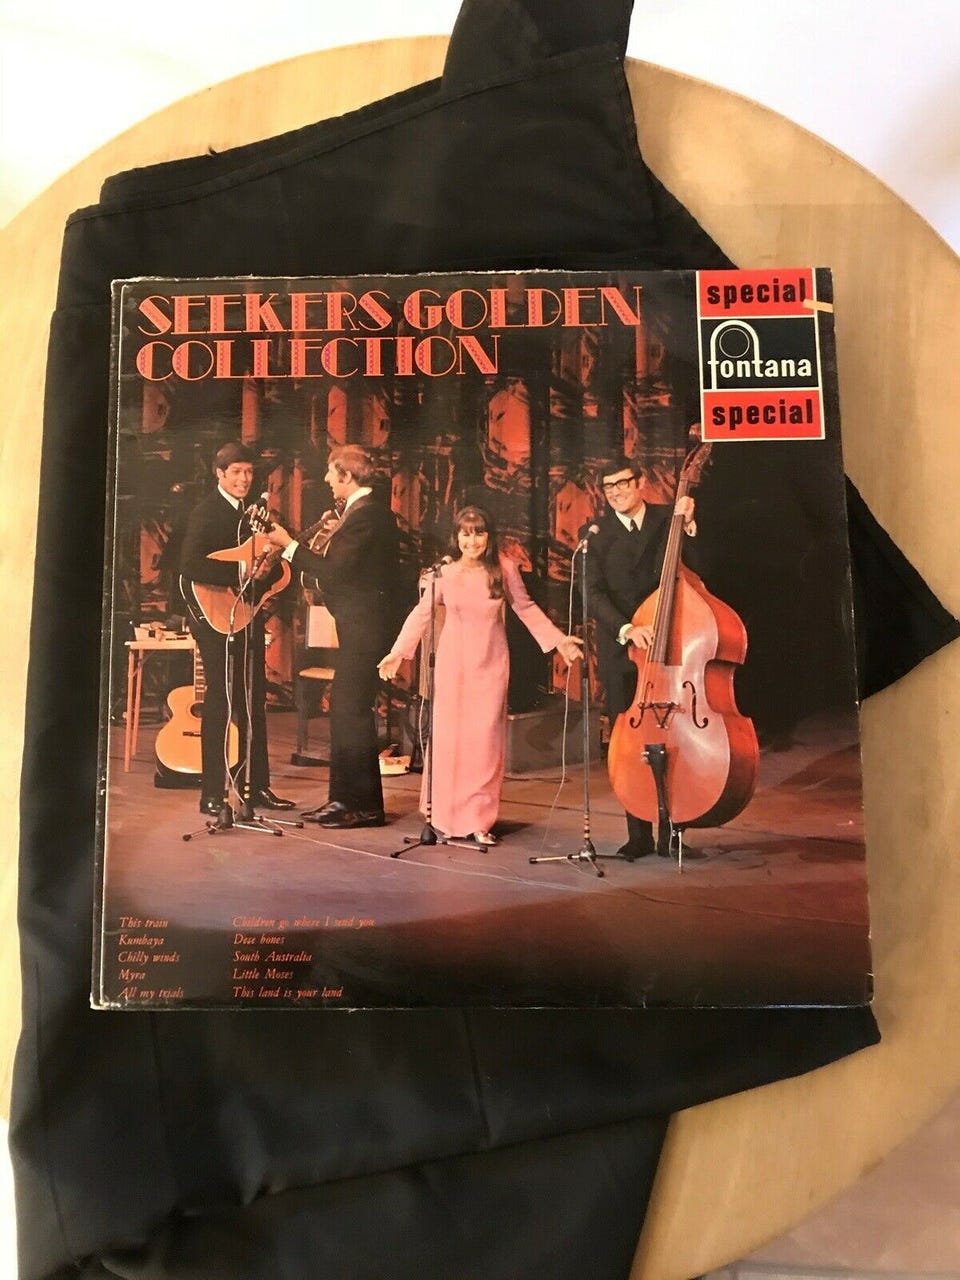 SEEKERS GOLDEN
COLLECTION
special
fontana
special
This train
Kumbaya
Chilly winds
Myra
All my trials
Children go where I send you
Dese bones
South Australia
Little Moses
This land is your land